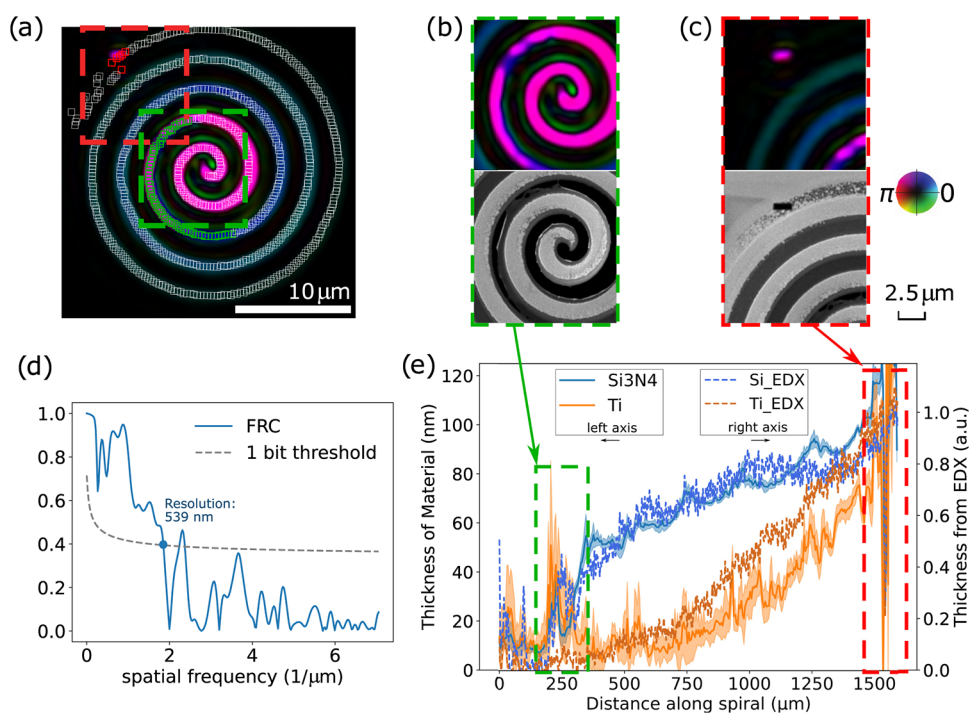 (a)
10 µm
(b)
(c)
π
0
2.5 µm
(d)
1.0
0.8
0.6
0.4
0.2
0.0
FRC
1 bit threshold
Resolution:
539 nm
0
2
4
6
spatial frequency (1/µm)
(e)
Thickness of Material (nm)
120
100
80
60
40
20
0
Si3N4
Ti
left axis
←
Si_EDX
Ti_EDX
right axis
→
1.0
0.8
0.6
0.4
0.2
0.0
Thickness from EDX (a.u.)
0
250
500
750
1000
1250
1500
Distance along spiral (µm)